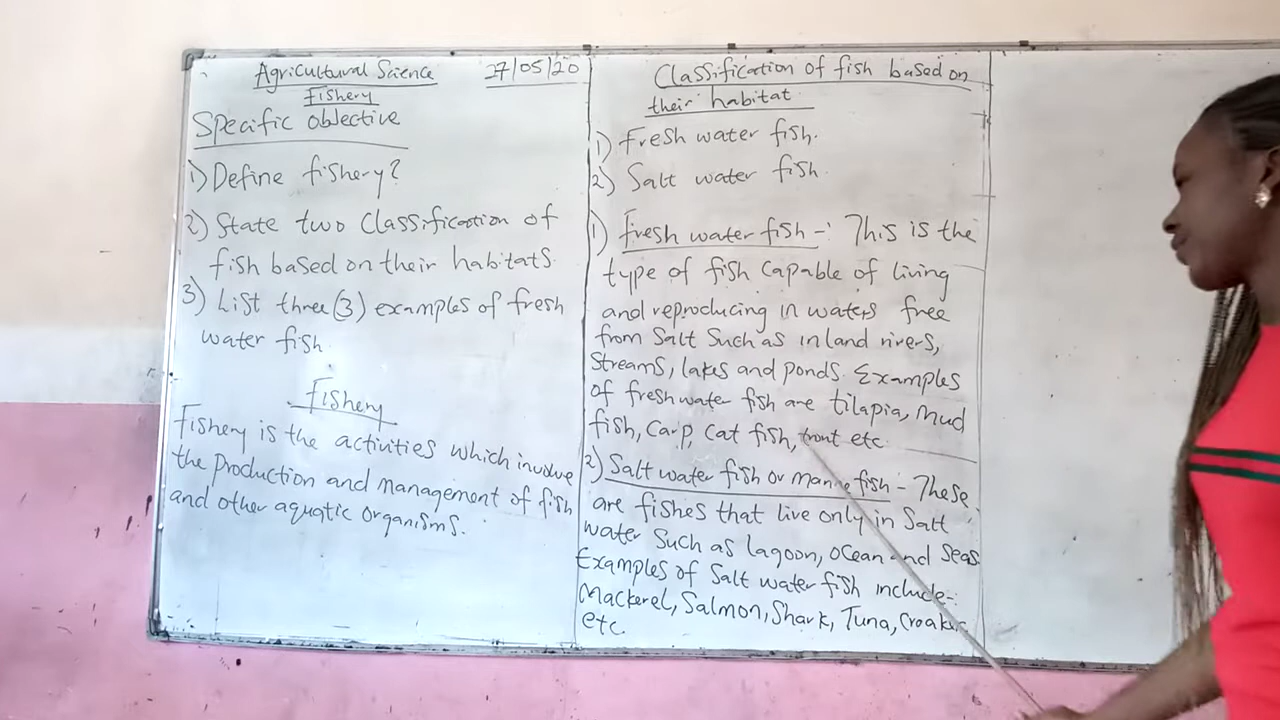 Agricultural Science 27/05/20
Fishery
Specific objective
1) Define fishery?
2) State two Classification of
fish based on their habitats.
3) List three (3) examples of fresh
water fish.
Fishery
Fishery is the activities which involve
the production and management of fish
and other aquatic organisms.
Classification of fish based on
their habitat.
1) Fresh water fish.
2) Salt water fish.
1) Fresh water fish -: This is the
type of fish capable of living
and reproducing in waters free
from Salt Such as inland rivers,
Streams, lakes and ponds. Examples
of freshwater fish are tilapia, Mud
fish, Carp, Cat fish, trout etc.
2) Salt water fish or marine fish - These
are fishes that live only in Salt
water Such as lagoon, ocean and Seas.
Examples of Salt water fish include:-
Mackerel, Salmon, Shark, Tuna, Croaker
etc.